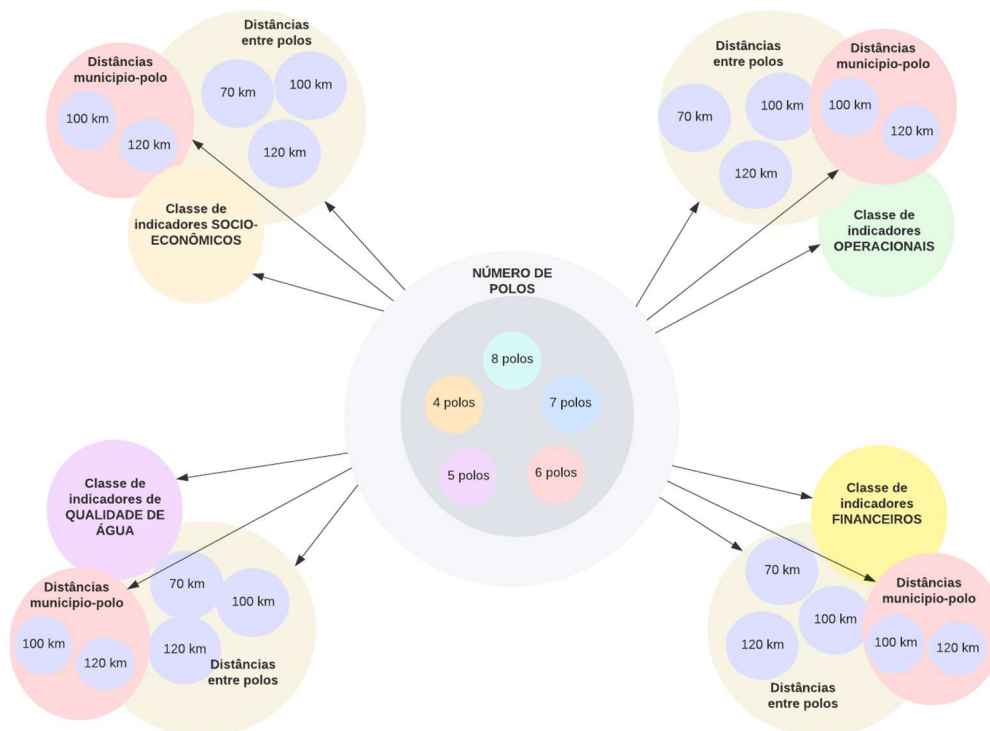 Distâncias
entre polos
Distâncias
municipio-polo
70 km
100 km
100 km
120 km
120 km
Classe de
indicadores SOCIO-
ECONÔMICOS
Distâncias
entre polos
Distâncias
municipio-polo
70 km
100 km
100 km
120 km
120 km
Classe de
indicadores
OPERACIONAIS
NÚMERO DE
POLOS
8 polos
4 polos
7 polos
5 polos
6 polos
Classe de
indicadores de
QUALIDADE DE
ÁGUA
Distâncias
municipio-polo
70 km
100 km
100 km
120 km
120 km
Distâncias
entre polos
Classe de
indicadores
FINANCEIROS
70 km
Distâncias
municipio-polo
100 km
120 km
100 km
120 km
Distâncias
entre polos